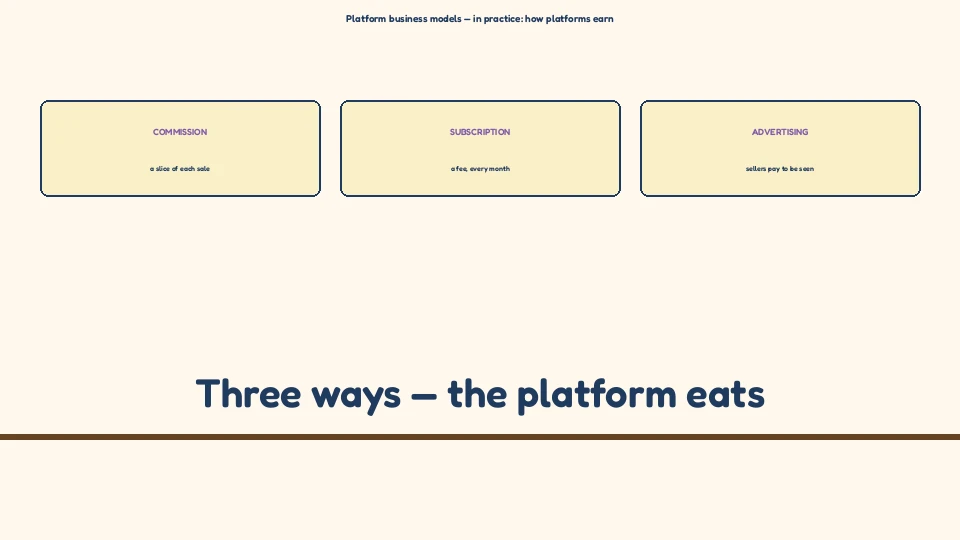 Platform business models — in practice: how platforms earn
COMMISSION
a slice of each sale
SUBSCRIPTION
a fee, every month
ADVERTISING
sellers pay to be seen
Three ways — the platform eats